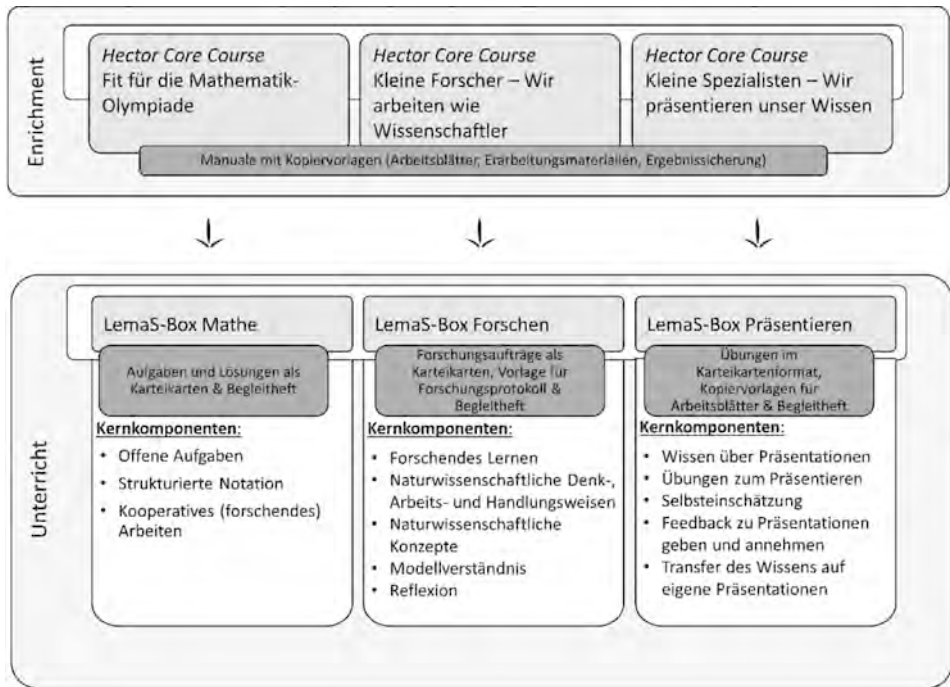 Enrichment
Hector Core Course
Fit für die Mathematik-
Olympiade
Hector Core Course
Kleine Forscher – Wir
arbeiten wie
Wissenschaftler
Hector Core Course
Kleine Spezialisten – Wir
präsentieren unser Wissen
Manuale mit Kopiervorlagen (Arbeitsblätter, Erarbeitungsmaterialien, Ergebnissicherung)
Unterricht
LemaS-Box Mathe
Aufgaben und Lösungen als
Karteikarten & Begleitheft
Kernkomponenten:
• Offene Aufgaben
• Strukturierte Notation
• Kooperatives (forschendes)
Arbeiten
LemaS-Box Forschen
Forschungsaufträge als
Karteikarten, Vorlage für
Forschungsprotokoll &
Begleitheft
Kernkomponenten:
• Forschendes Lernen
• Naturwissenschaftliche Denk-,
Arbeits- und Handlungsweisen
• Naturwissenschaftliche
Konzepte
• Modellverständnis
• Reflexion
LemaS-Box Präsentieren
Übungen im
Karteikartenformat,
Kopiervorlagen für
Arbeitsblätter & Begleitheft
Kernkomponenten:
• Wissen über Präsentationen
• Übungen zum Präsentieren
• Selbsteinschätzung
• Feedback zu Präsentationen
geben und annehmen
• Transfer des Wissens auf
eigene Präsentationen